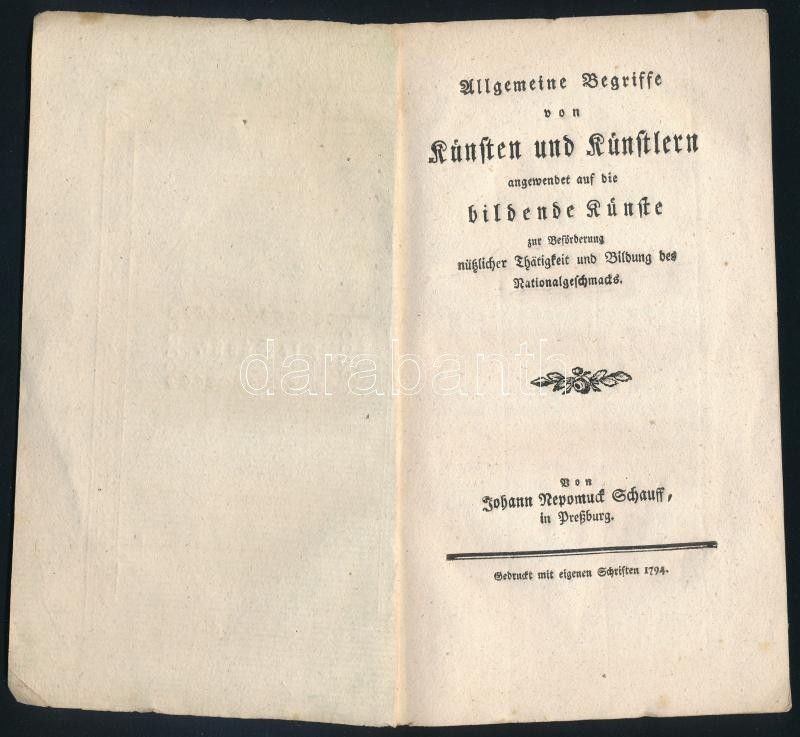 Allgemeine Begriffe
von
Künsten und Künstlern
angewendet auf die
bildende Künste
zur Beförderung
nützlicher Thätigkeit und Bildung des
Nationalgeschmacks.
darabanth
Von
Johann Nepomuck Schauff,
in Preßburg.
Gedruckt mit eigenen Schriften 1794.